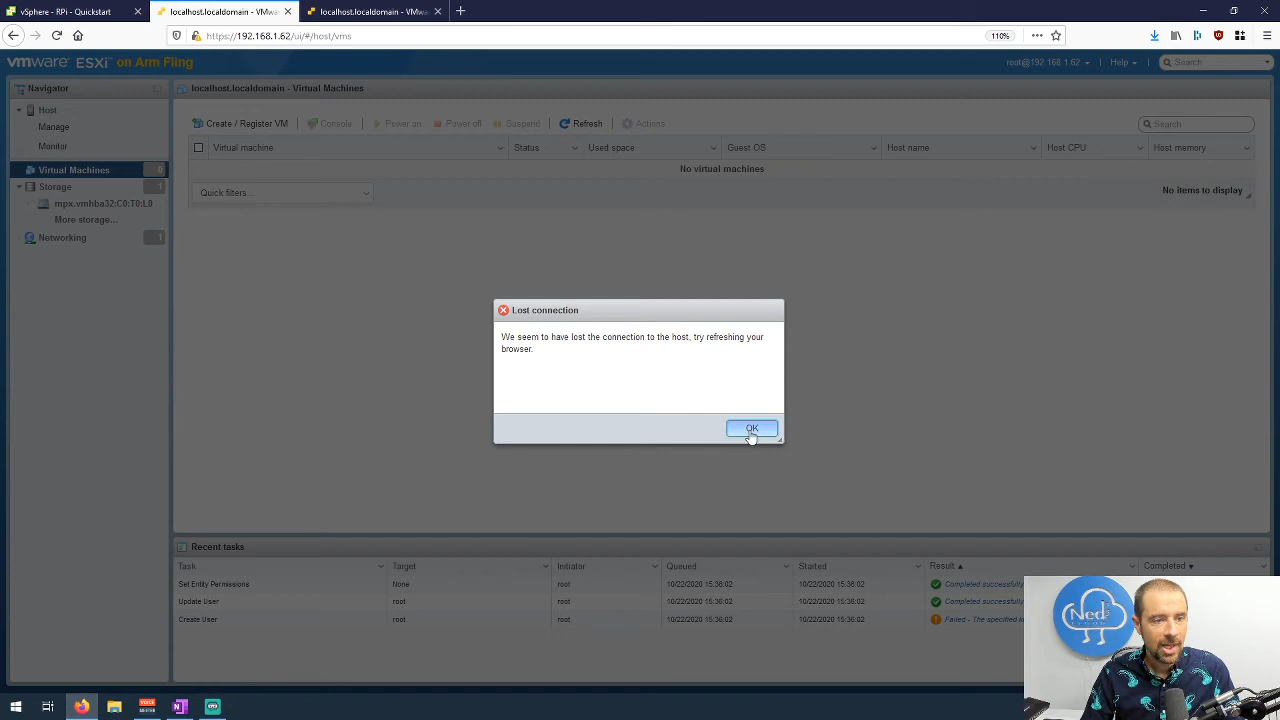 vSphere - RPi - Quickstart
localhost.localdomain - VMwa
localhost.localdomain - VMwa
https://192.168.1.62/ui/#/host/vms
110%
vmware ESXi on Arm Fling
root@192.168.1.62
Help
Search
Navigator
localhost.localdomain - Virtual Machines
Host
Manage
Monitor
Virtual Machines 0
Storage 1
mpx.vmhba32:C0:T0:L0
More storage...
Networking 1
Create / Register VM
Console
Power on
Power off
Suspend
Refresh
Actions
Search
Virtual machine
Status
Used space
Guest OS
Host name
Host CPU
Host memory
No virtual machines
Quick filters...
No items to display
Lost connection
We seem to have lost the connection to the host, try refreshing your
browser.
OK
Recent tasks
Task Target Initiator Queued Started Result Completed
Set Entity Permissions None root 10/22/2020 15:36:02 10/22/2020 15:36:02 Completed successfully
Update User root root 10/22/2020 15:36:02 10/22/2020 15:36:02 Completed successfully
Create User root root 10/22/2020 15:36:02 10/22/2020 15:36:02 Failed - The specified
Ned
VOICE
MEETER